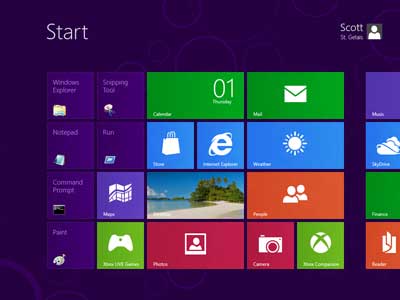 Start
Scott
St. Gelais
Windows
Explorer
Snipping
Tool
01
Thursday
Calendar
Mail
Music
Notepad
Run
Store
Internet Explorer
Weather
SkyDrive
Command
Prompt
Maps
People
Finance
Paint
Xbox LIVE Games
Photos
Camera
Xbox Companion
Reader